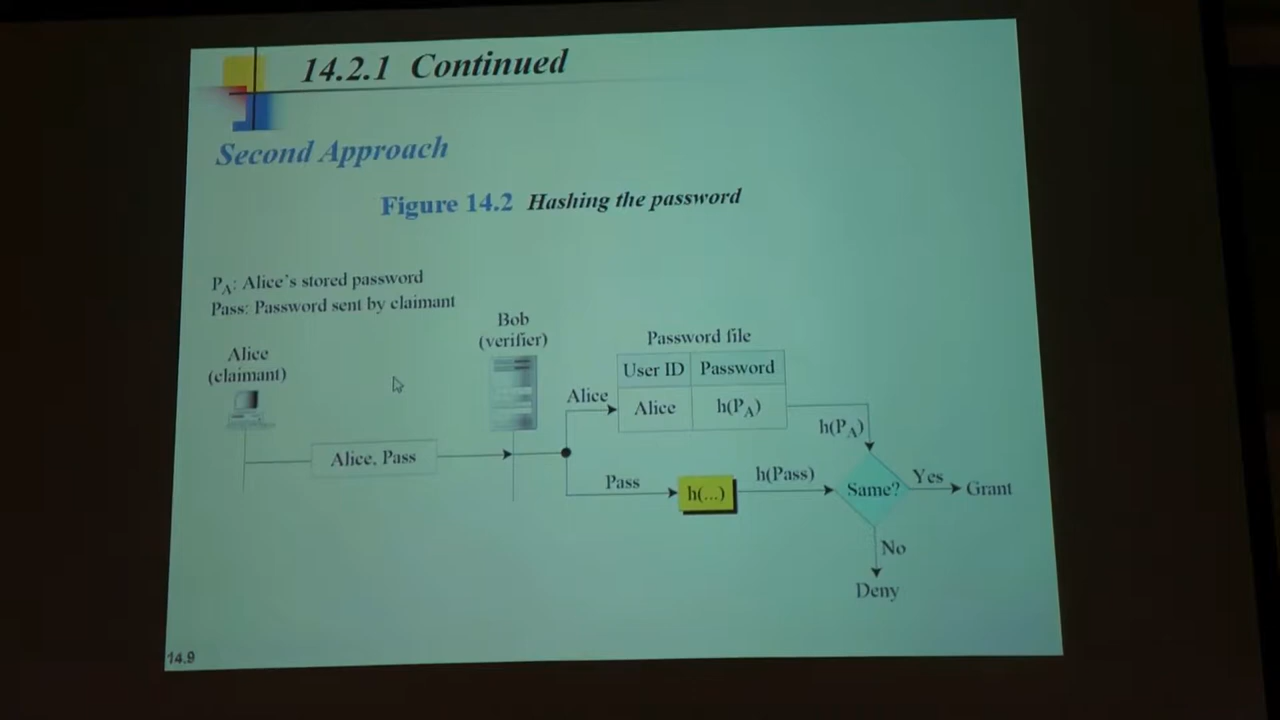 14.2.1 Continued
Second Approach
Figure 14.2 Hashing the password
P_A: Alice's stored password
Pass: Password sent by claimant
Alice
(claimant)
Bob
(verifier)
Alice, Pass
Alice
Password file
User ID Password
Alice h(P_A)
h(P_A)
Pass
h(...)
h(Pass)
Same?
Yes
Grant
No
Deny
14.9